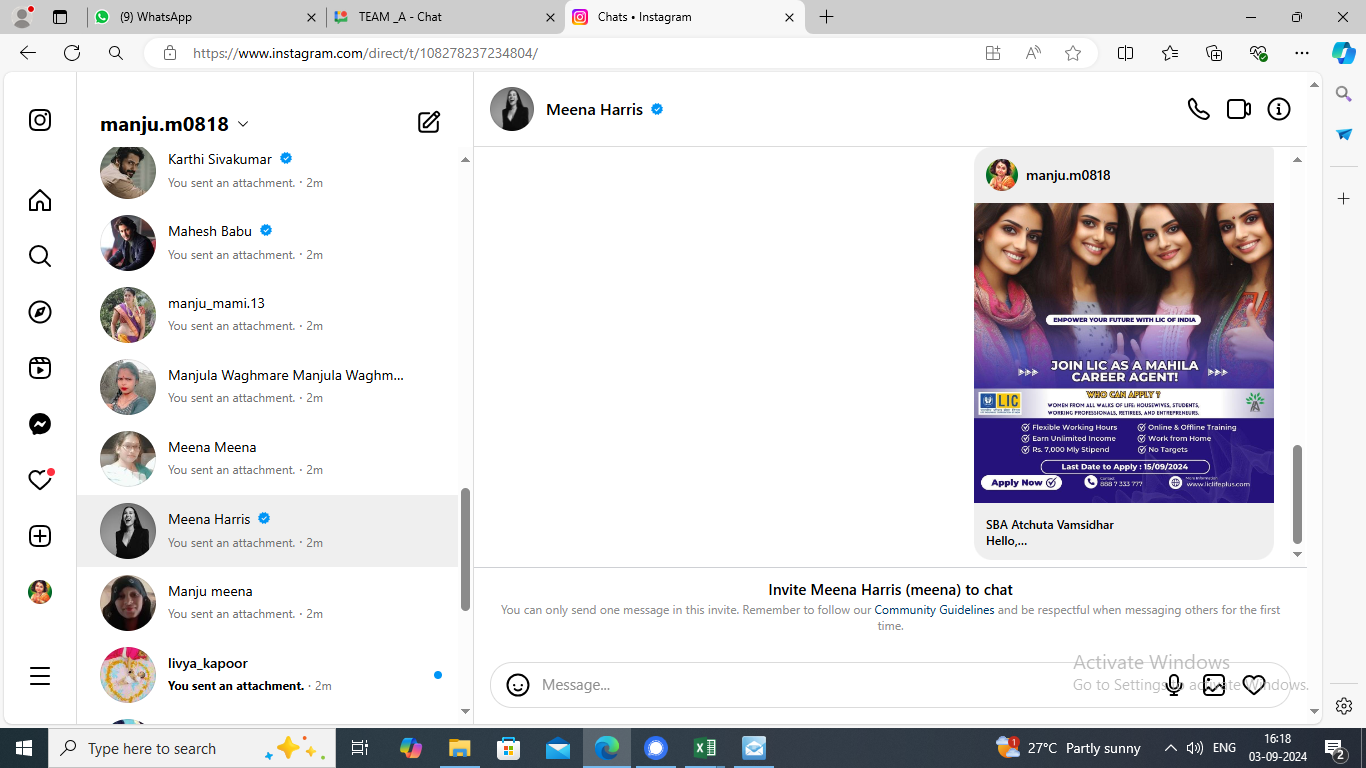 (9) WhatsApp
TEAM _A - Chat
Chats • Instagram
https://www.instagram.com/direct/t/108278237234804/
manju.m0818
Karthi Sivakumar
You sent an attachment. · 2m
Mahesh Babu
You sent an attachment. · 2m
manju_mami.13
You sent an attachment. · 2m
Manjula Waghmare Manjula Waghm...
You sent an attachment. · 2m
Meena Meena
You sent an attachment. · 2m
Meena Harris
You sent an attachment. · 2m
Manju meena
You sent an attachment. · 2m
livya_kapoor
You sent an attachment. · 2m
Meena Harris
manju.m0818
EMPOWER YOUR FUTURE WITH LIC OF INDIA
JOIN LIC AS A MAHILA
CAREER AGENT!
WHO CAN APPLY ?
LIC
WOMEN FROM ALL WALKS OF LIFE: HOUSEWIVES, STUDENTS,
WORKING PROFESSIONALS, RETIREES, AND ENTREPRENEURS.
Flexible Working Hours
Online & Offline Training
Earn Unlimited Income
Work from Home
Rs. 7,000 Mly Stipend
No Targets
Last Date to Apply : 15/09/2024
Apply Now
Contact
888 7 333 777
www.liclifeplus.com
SBA Atchuta Vamsidhar
Hello,...
Invite Meena Harris (meena) to chat
You can only send one message in this invite. Remember to follow our Community Guidelines and be respectful when messaging others for the first
time.
Message...
Activate Windows
Go to Settings to activate Windows.
Type here to search
1
27°C Partly sunny
ENG
16:18
03-09-2024
2